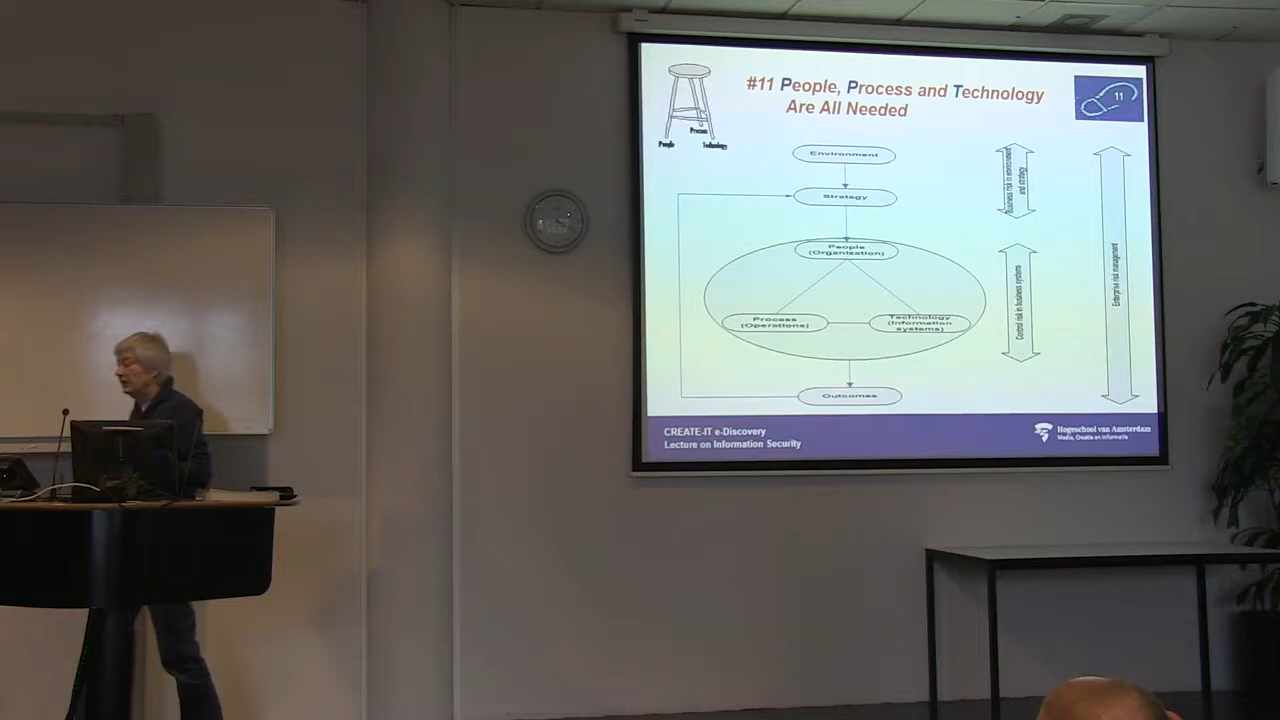 #11 People, Process and Technology
Are All Needed
11
Process
People
Technology
Environment
Strategy
People
(Organization)
Process
(Operations)
Technology
(Information
systems)
Outcomes
Business risk in environment
and strategy
Control risk in business systems
Enterprise risk management
CREATE-IT e-Discovery
Lecture on Information Security
Hogeschool van Amsterdam
Media, Creatie en Informatie